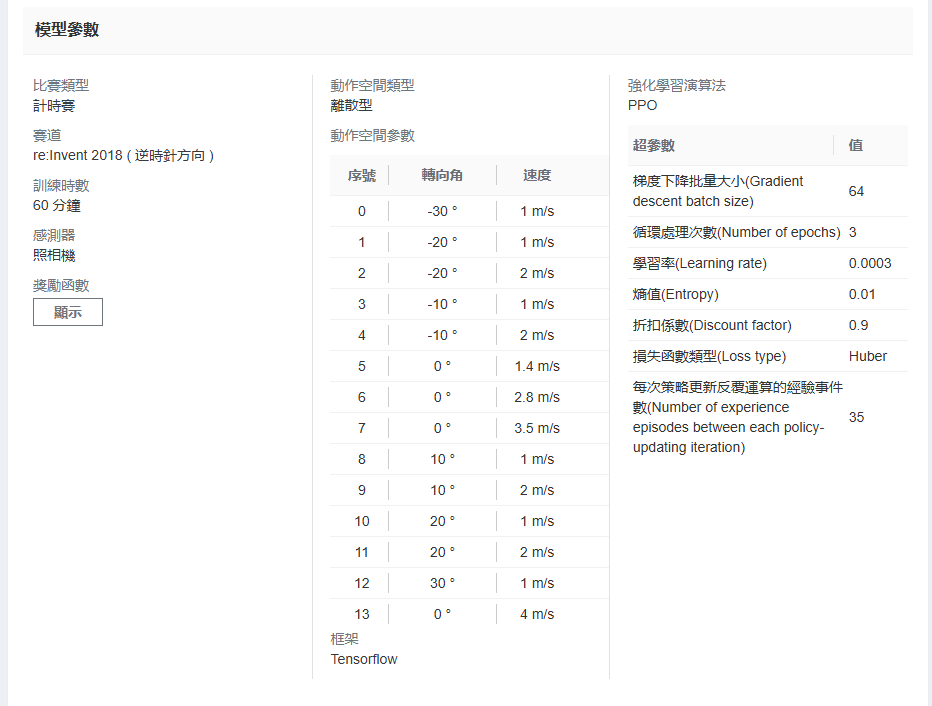 模型參數
比賽類型
計時賽
賽道
re:Invent 2018 ( 逆時針方向 )
訓練時數
60 分鐘
感測器
照相機
獎勵函數
顯示
動作空間類型
離散型
動作空間參數
序號 轉向角 速度
0 -30 ° 1 m/s
1 -20 ° 1 m/s
2 -20 ° 2 m/s
3 -10 ° 1 m/s
4 -10 ° 2 m/s
5 0 ° 1.4 m/s
6 0 ° 2.8 m/s
7 0 ° 3.5 m/s
8 10 ° 1 m/s
9 10 ° 2 m/s
10 20 ° 1 m/s
11 20 ° 2 m/s
12 30 ° 1 m/s
13 0 ° 4 m/s
框架
Tensorflow
強化學習演算法
PPO
超參數 值
梯度下降批量大小(Gradient
descent batch size) 64
循環處理次數(Number of epochs) 3
學習率(Learning rate) 0.0003
熵值(Entropy) 0.01
折扣係數(Discount factor) 0.9
損失函數類型(Loss type) Huber
每次策略更新反覆運算的經驗事件
數(Number of experience
episodes between each policy-
updating iteration) 35